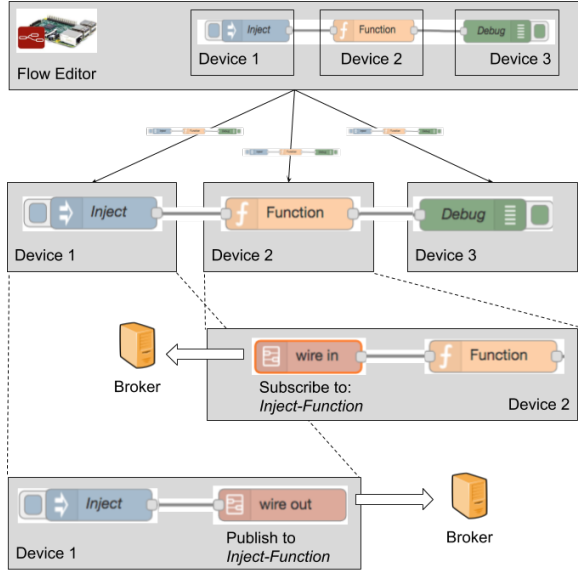 Inject
Function
Debug
Device 1
Device 2
Device 3
Flow Editor
Inject
Function
Debug
Device 1
Device 2
Device 3
wire in
Function
Broker
Subscribe to:
Inject-Function
Device 2
Inject
wire out
Device 1
Publish to
Inject-Function
Broker